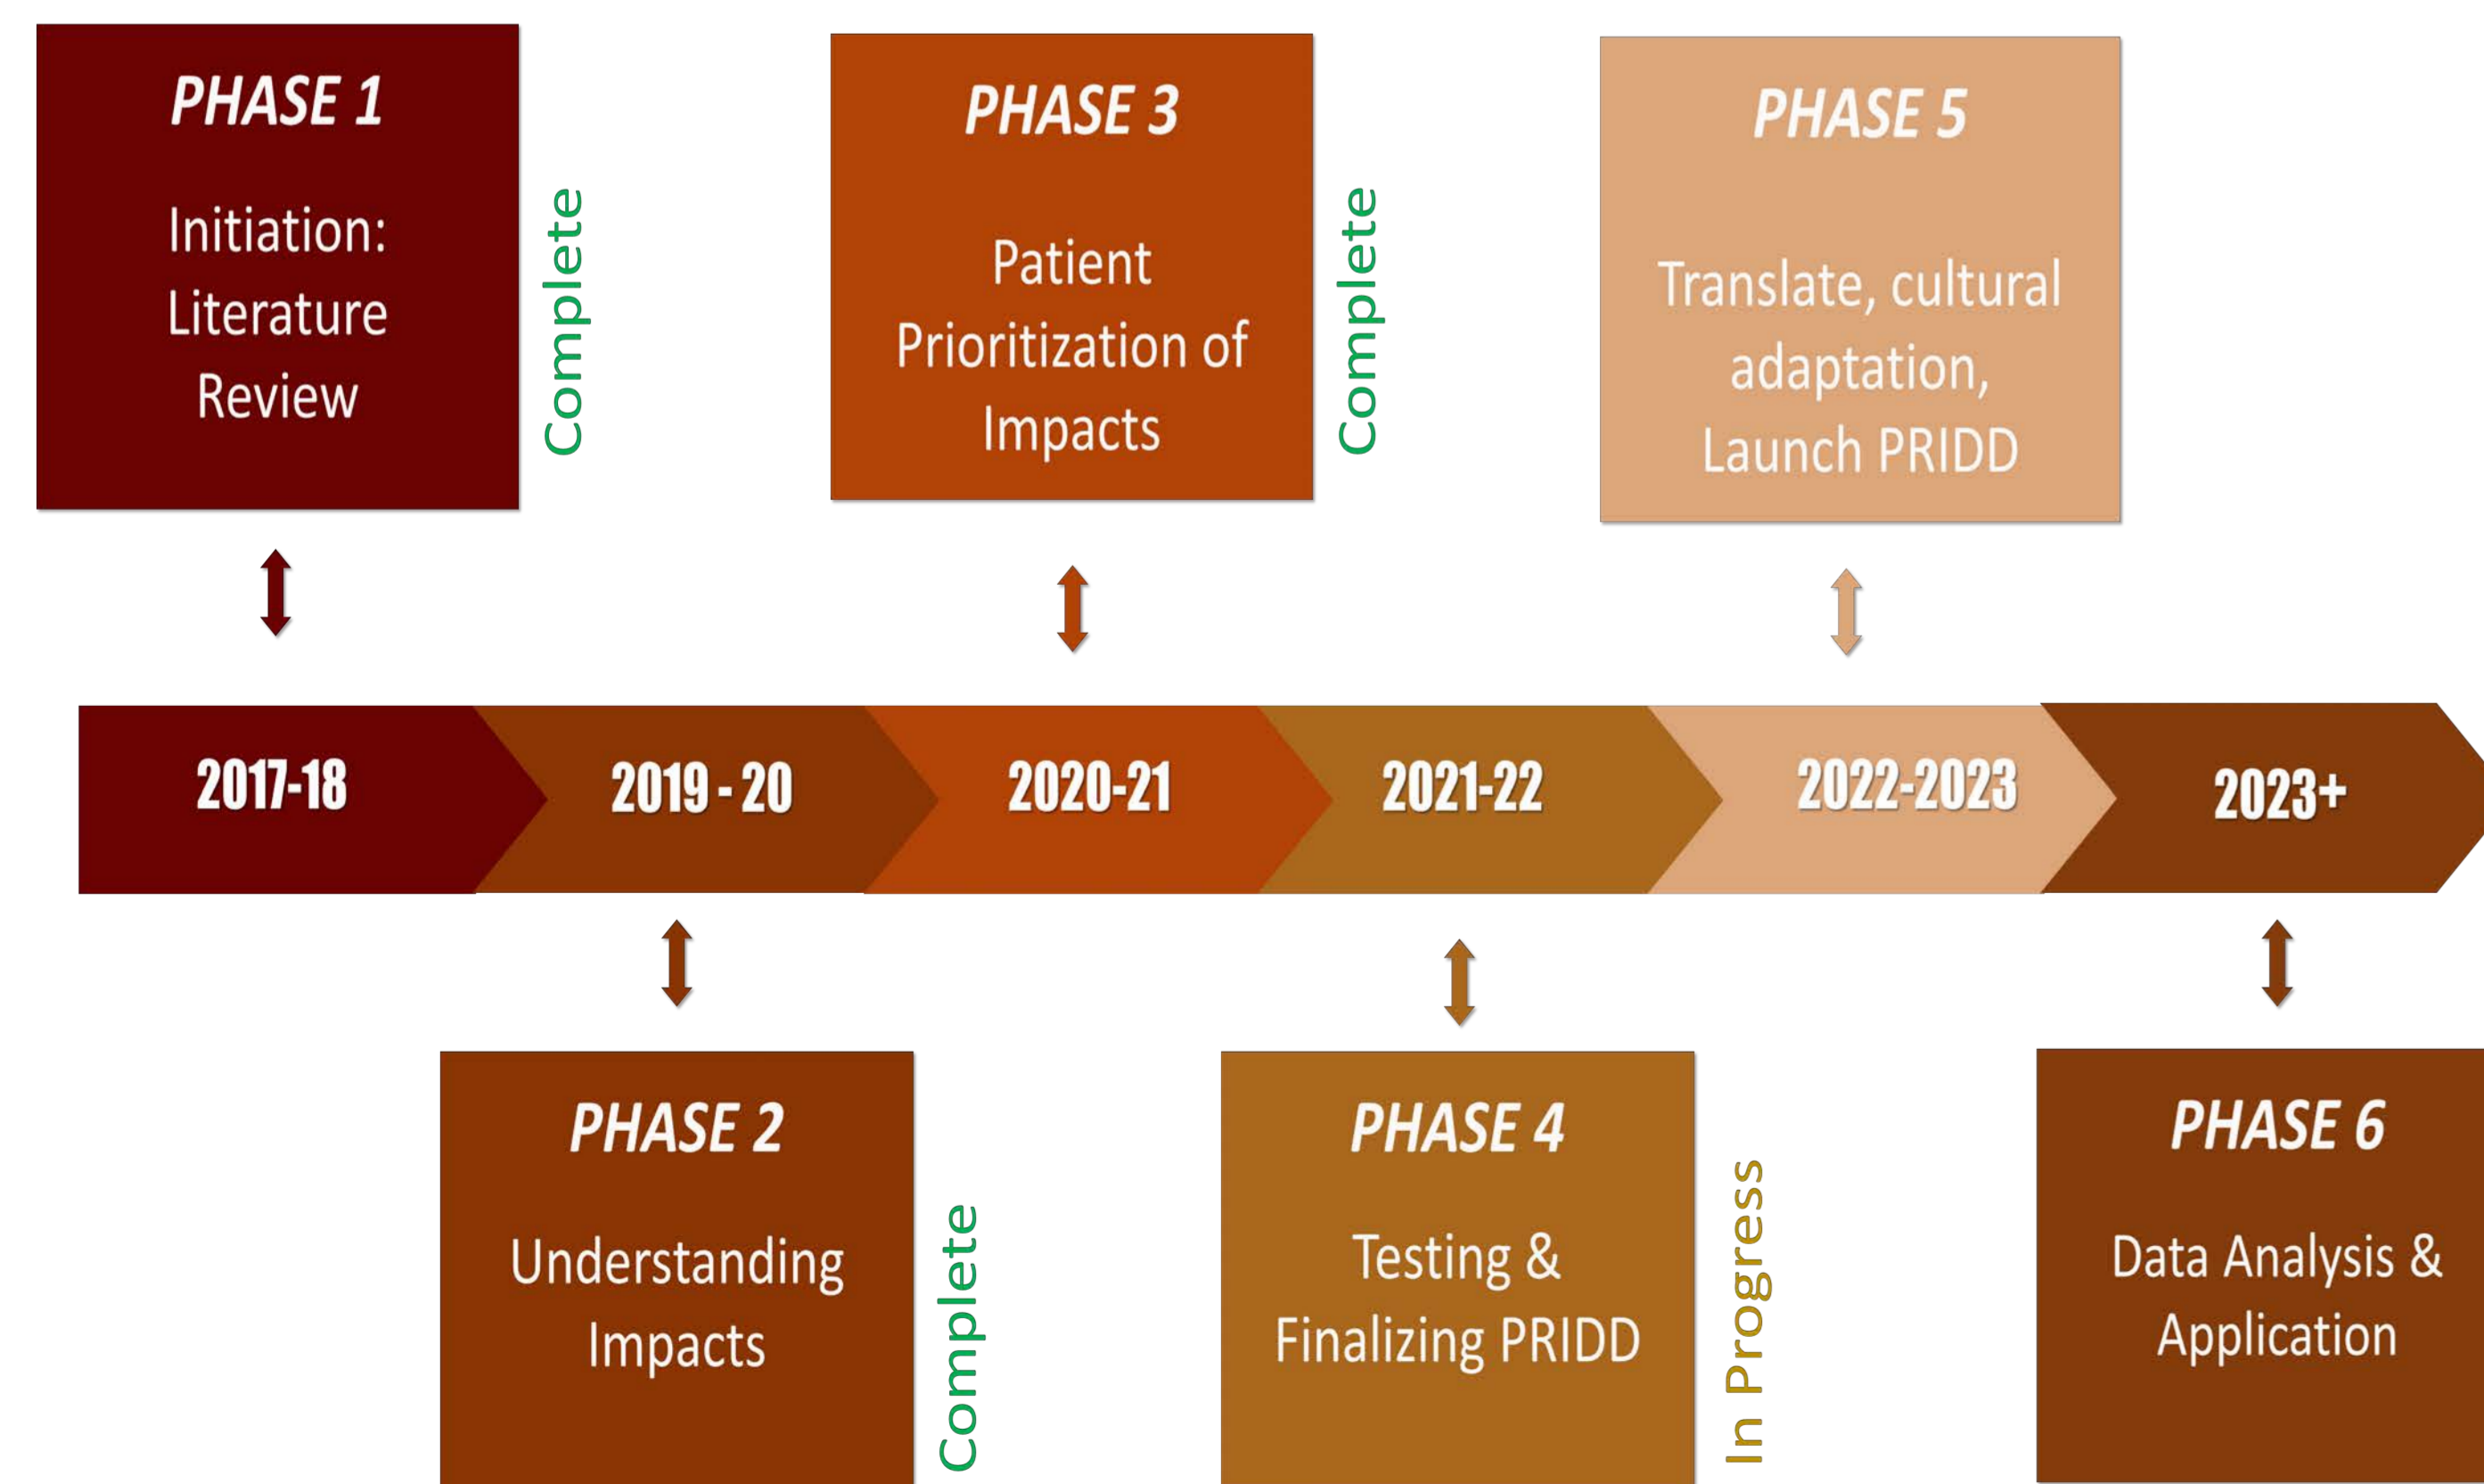 PHASE 1
Initiation:
Literature
Review
Complete
PHASE 3
Patient
Prioritization of
Impacts
Complete
PHASE 5
Translate, cultural
adaptation,
Launch PRIDD
2017-18
2019 - 20
2020-21
2021-22
2022-2023
2023+
PHASE 2
Understanding
Impacts
Complete
PHASE 4
Testing &
Finalizing PRIDD
In Progress
PHASE 6
Data Analysis &
Application